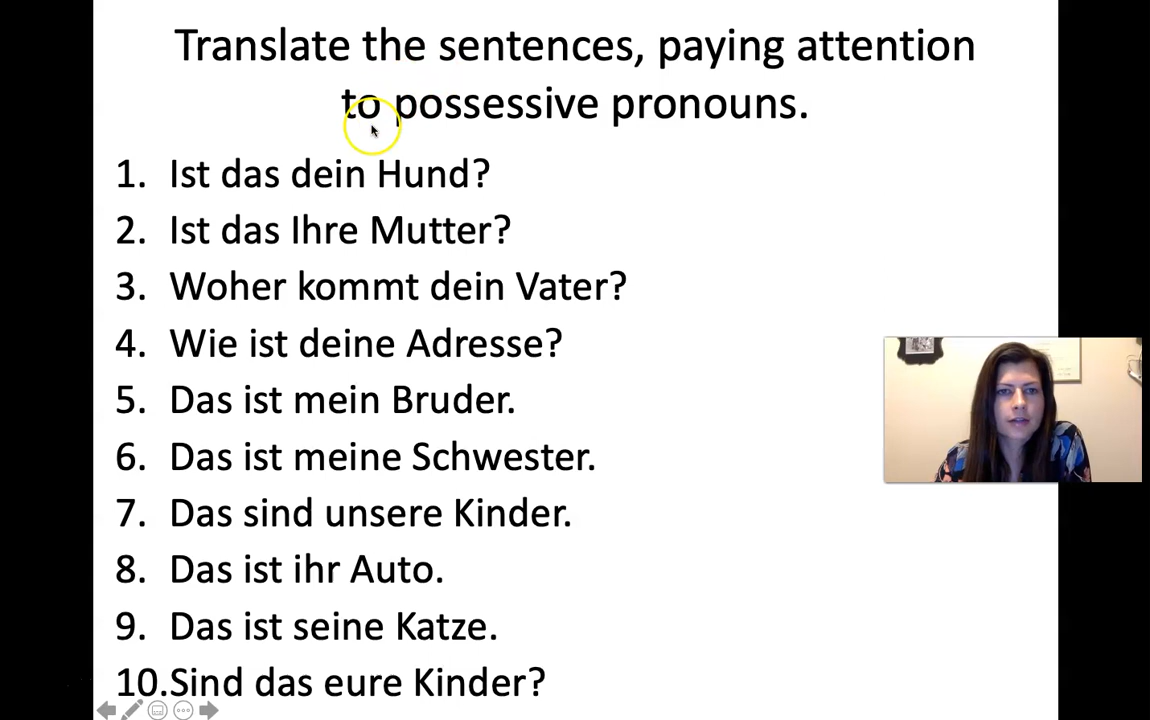 Translate the sentences, paying attention
to possessive pronouns.
1. Ist das dein Hund?
2. Ist das Ihre Mutter?
3. Woher kommt dein Vater?
4. Wie ist deine Adresse?
5. Das ist mein Bruder.
6. Das ist meine Schwester.
7. Das sind unsere Kinder.
8. Das ist ihr Auto.
9. Das ist seine Katze.
10.Sind das eure Kinder?